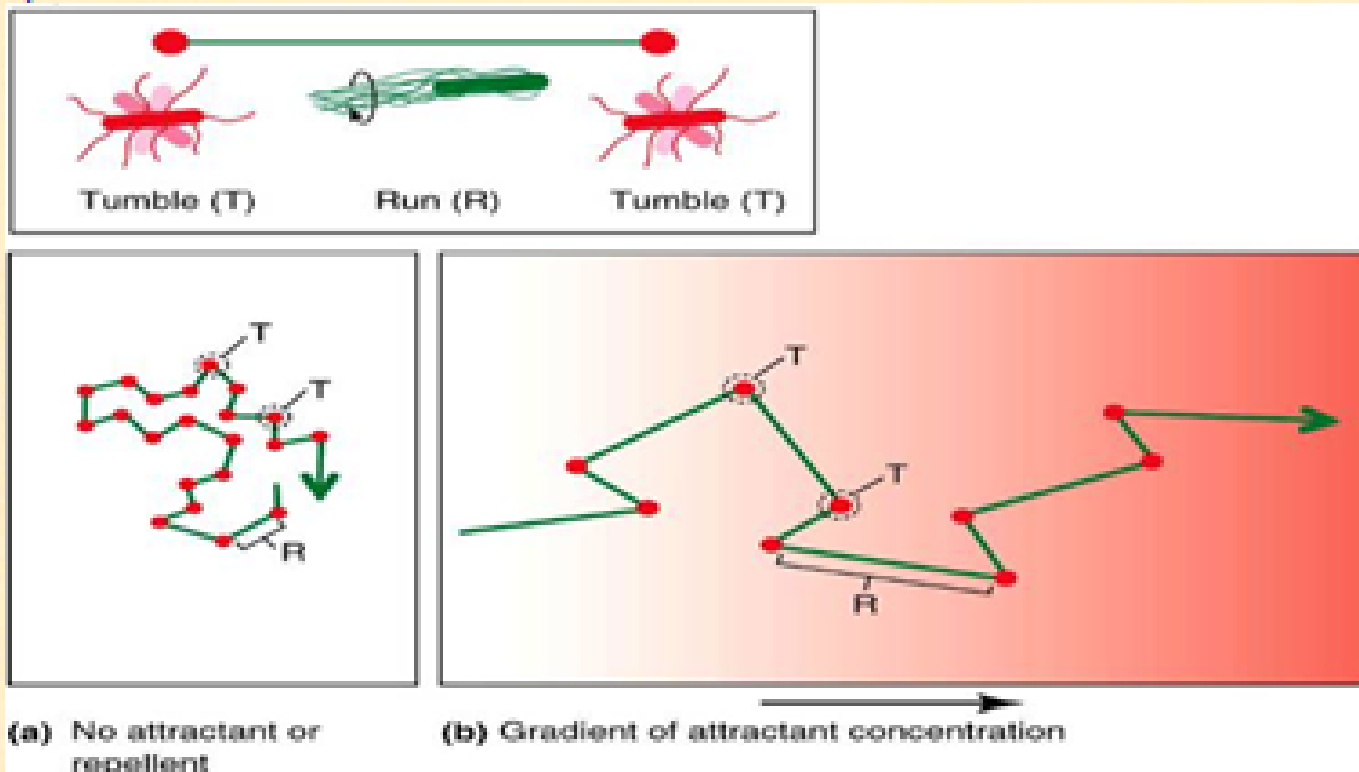 Tumble (T) Run (R) Tumble (T)
T
T
R
T
T
R
(a) No attractant or
repellent
(b) Gradient of attractant concentration